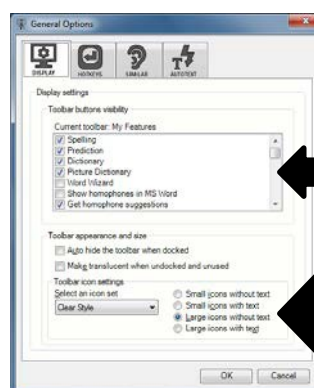 General Options
DISPLAY
HOTKEYS
SIMILAR
AUTOTEXT
Display settings
Toolbar buttons visibility
Current toolbar: My Features
Spelling
Prediction
Dictionary
Picture Dictionary
Word Wizard
Show homophones in MS Word
Get homophone suggestions
Toolbar appearance and size
Auto hide the toolbar when docked
Make translucent when undocked and unused
Toolbar icon settings
Select an icon set
Clear Style
Small icons without text
Small icons with text
Large icons without text
Large icons with text
OK Cancel